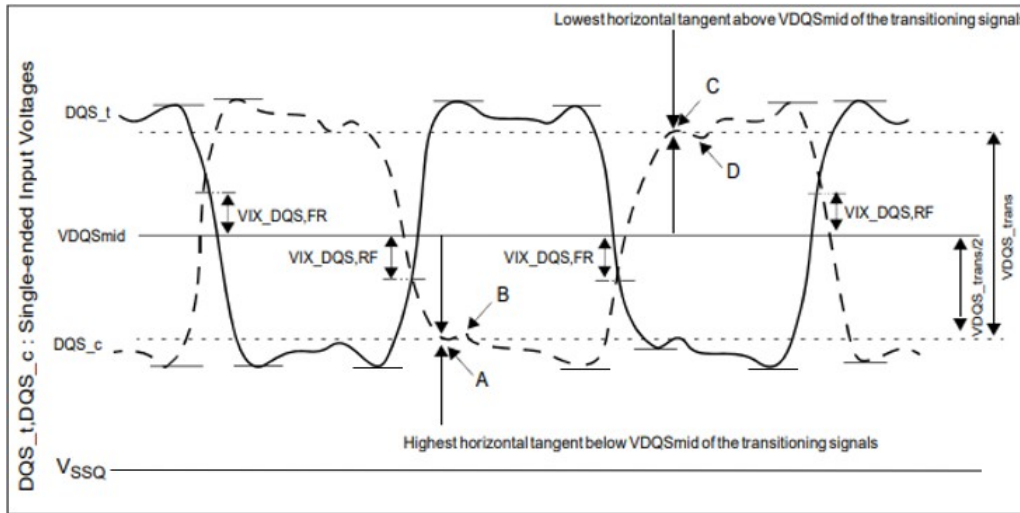 Lowest horizontal tangent above VDQSmid of the transitioning signals
DQS_t,DQS_c : Single-ended Input Voltages
DQS_t
C
D
VIX_DQS,FR
VIX_DQS,RF
VDQS_trans
VDQSmid
VIX_DQS,RF
VIX_DQS,FR
VDQS_trans/2
B
DQS_c
A
Highest horizontal tangent below VDQSmid of the transitioning signals
VSSQ